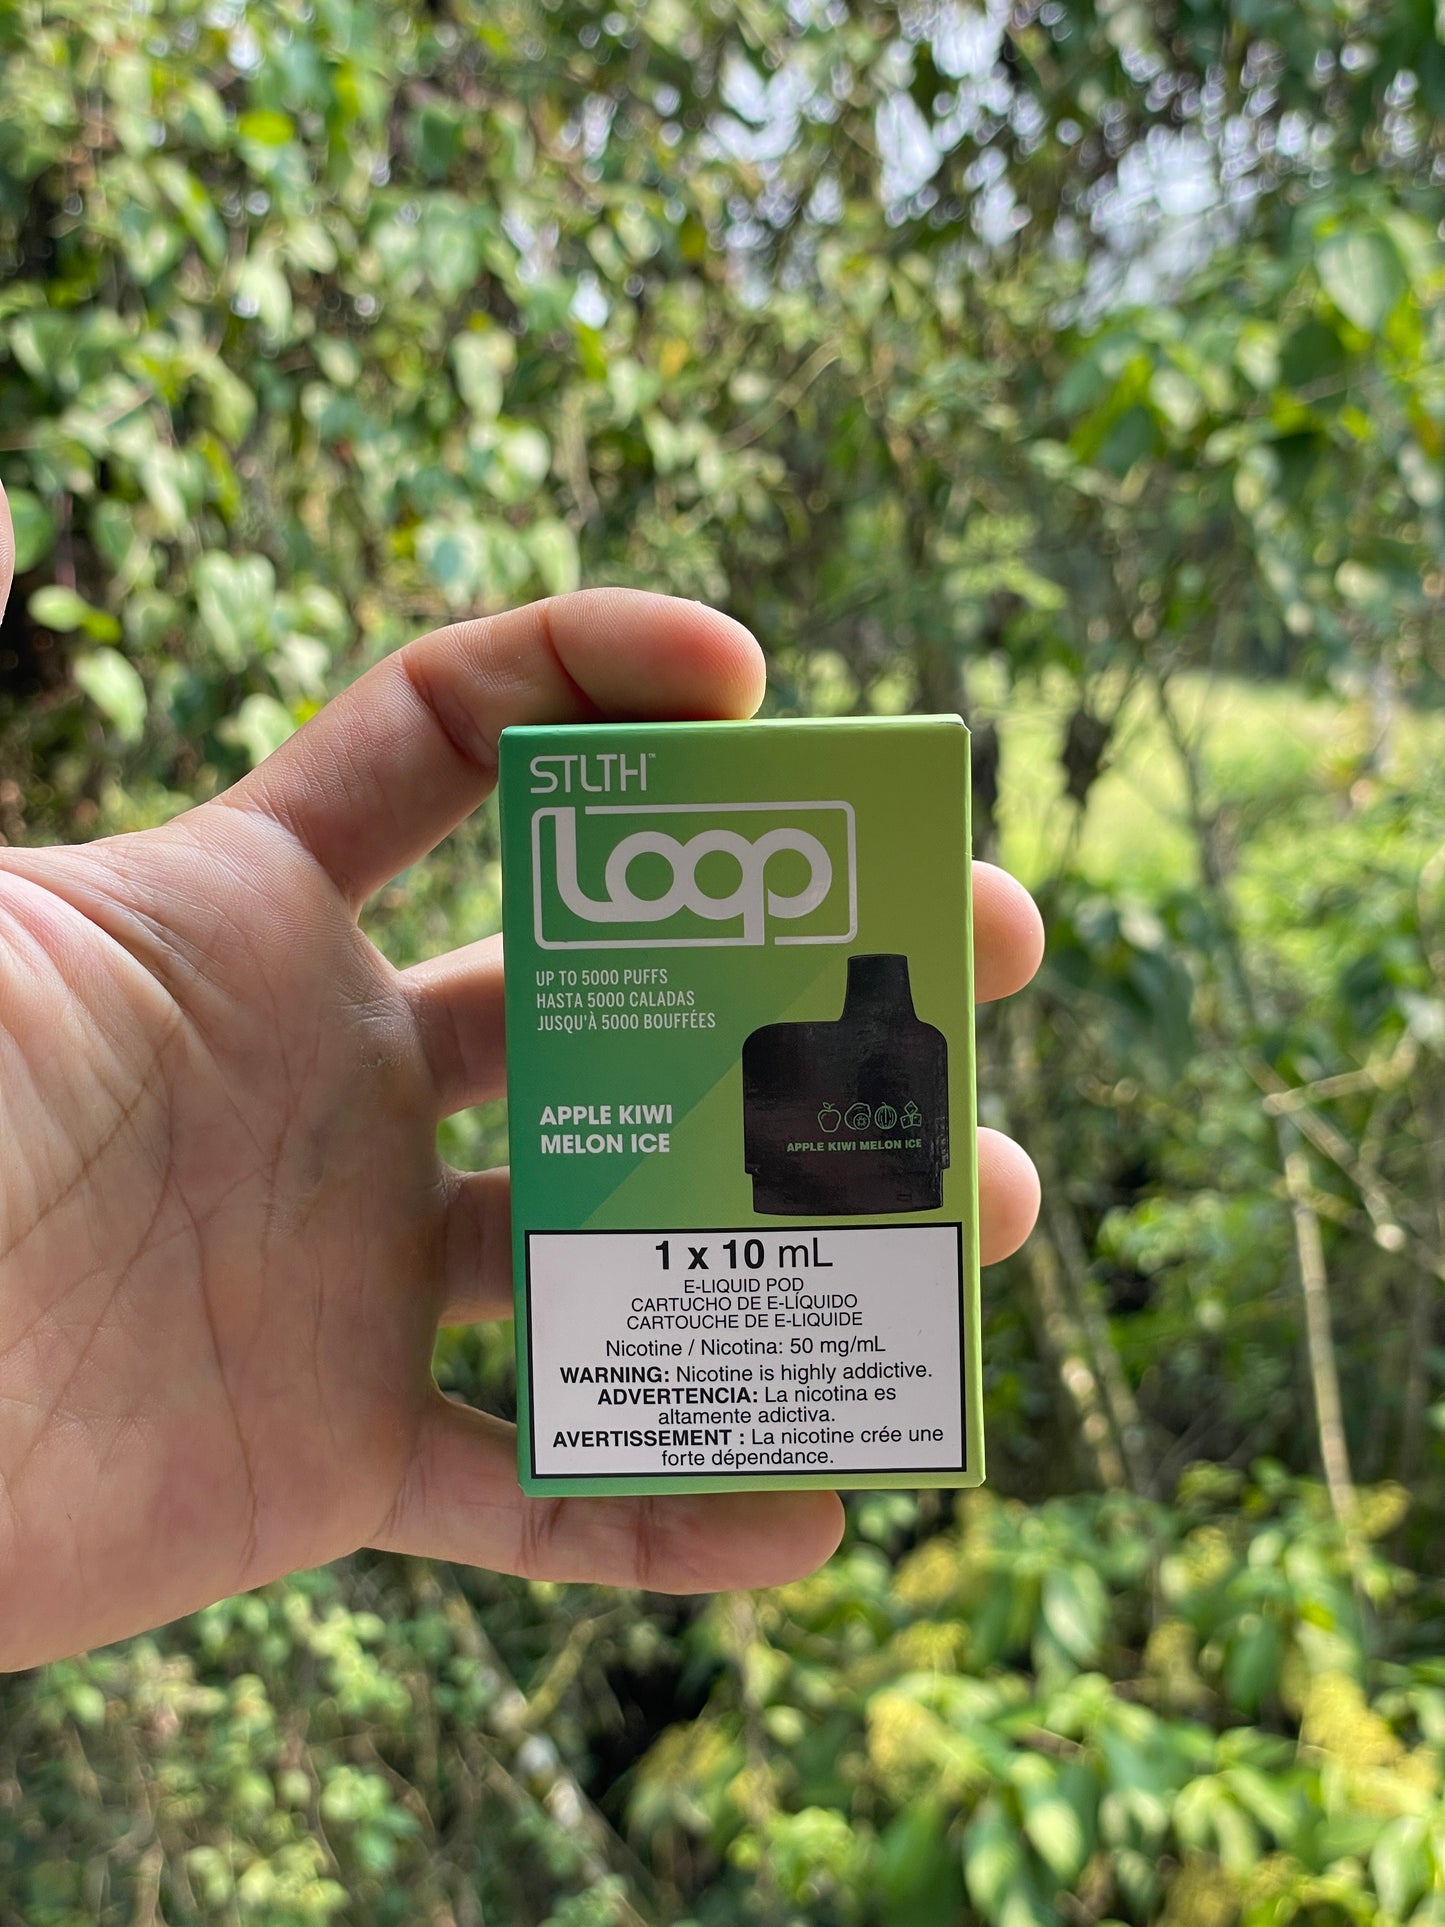 STLTH™
Loop
UP TO 5000 PUFFS
HASTA 5000 CALADAS
JUSQU'À 5000 BOUFFÉES
APPLE KIWI
MELON ICE
APPLE KIWI MELON ICE
1 x 10 mL
E-LIQUID POD
CARTUCHO DE E-LÍQUIDO
CARTOUCHE DE E-LIQUIDE
Nicotine / Nicotina: 50 mg/mL
WARNING: Nicotine is highly addictive.
ADVERTENCIA: La nicotina es
altamente adictiva.
AVERTISSEMENT : La nicotine crée une
forte dépendance.